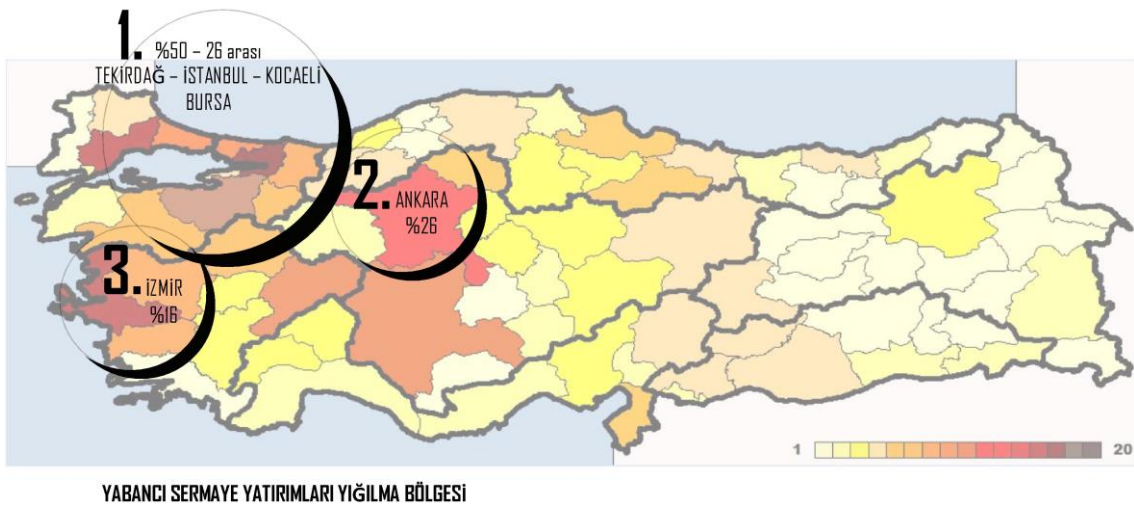 1. %50 – 26 arası
TEKİRDAĞ – İSTANBUL – KOCAELİ
BURSA
2. ANKARA
%26
3. İZMİR
%16
1 20
YABANCI SERMAYE YATIRIMLARI YIĞILMA BÖLGESİ